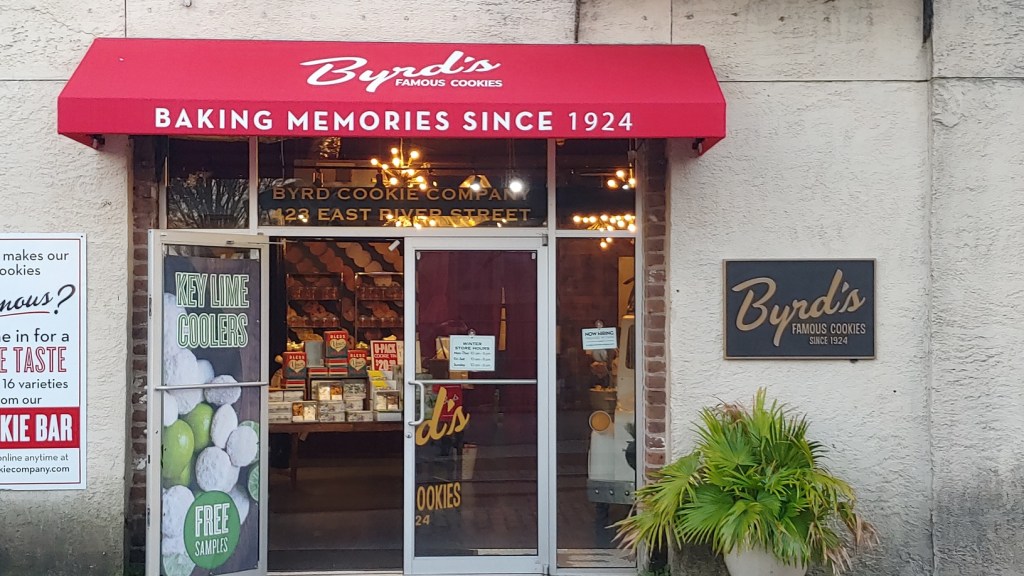 Byrd's
FAMOUS COOKIES
BAKING MEMORIES SINCE 1924
BYRD COOKIE COMPANY
423 EAST RIVER STREET
makes our
ookies
mous?
e in for a
E TASTE
16 varieties
om our
KIE BAR
online anytime at
kiecompany.com
KEY LIME
COOLERS
FREE
SAMPLES
WINTER
STORE HOURS
NOW HIRING
d's
OOKIES
24
Byrd's
FAMOUS COOKIES
SINCE 1924